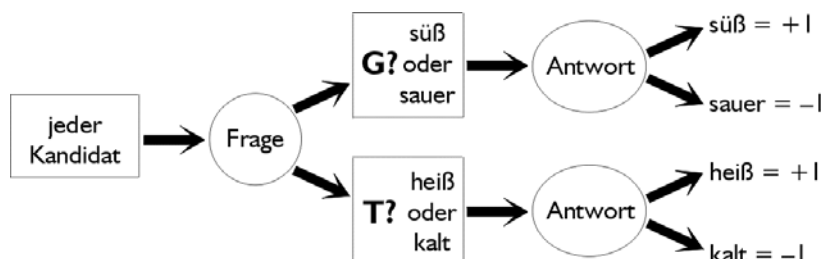 jeder
Kandidat
Frage
süß
G? oder
sauer
Antwort
süß = +1
sauer = –1
heiß
T? oder
kalt
Antwort
heiß = +1
kalt = –1